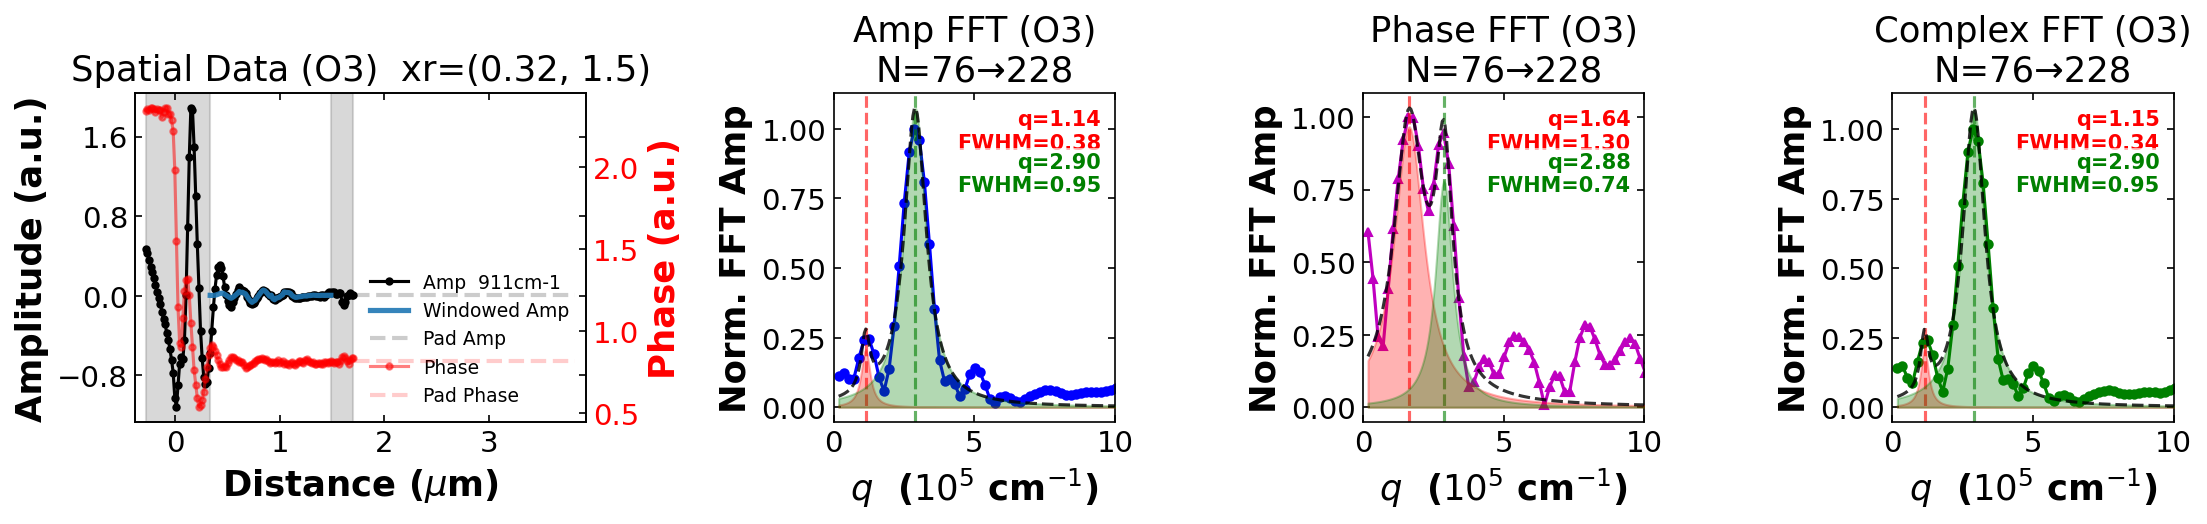 Spatial Data (O3)  xr=(0.32, 1.5)
Amplitude (a.u.)
1.6
0.8
0.0
−0.8
0
1
2
3
Distance (μm)
2.0
1.5
1.0
0.5
Phase (a.u.)
Amp  911cm-1
Windowed Amp
Pad Amp
Phase
Pad Phase
Amp FFT (O3)
N=76→228
Norm. FFT Amp
1.00
0.75
0.50
0.25
0.00
0
5
10
q (10⁵ cm⁻¹)
q=1.14
FWHM=0.38
q=2.90
FWHM=0.95
Phase FFT (O3)
N=76→228
Norm. FFT Amp
1.00
0.75
0.50
0.25
0.00
0
5
10
q (10⁵ cm⁻¹)
q=1.64
FWHM=1.30
q=2.88
FWHM=0.74
Complex FFT (O3)
N=76→228
Norm. FFT Amp
1.00
0.75
0.50
0.25
0.00
0
5
10
q (10⁵ cm⁻¹)
q=1.15
FWHM=0.34
q=2.90
FWHM=0.95